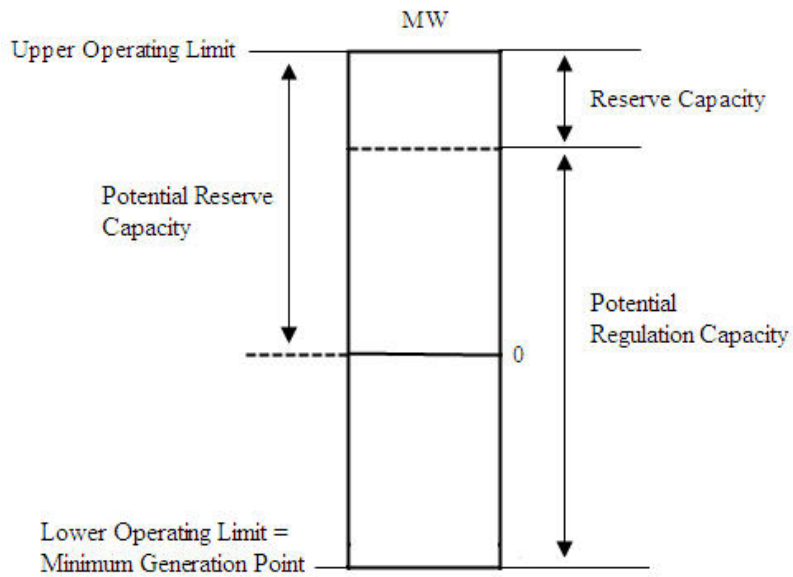 MW
Upper Operating Limit
Reserve Capacity
Potential Reserve
Capacity
Potential
Regulation Capacity
0
Lower Operating Limit =
Minimum Generation Point